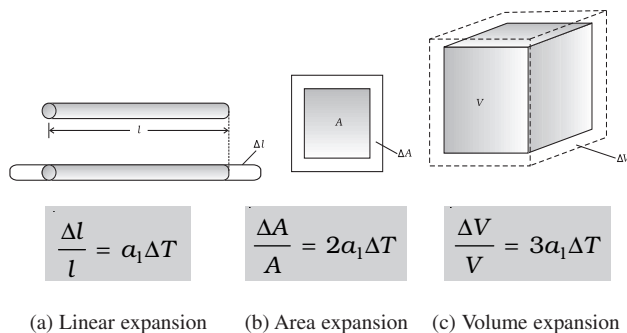 l
Δl
A
ΔA
V
ΔV
Δl/l = a₁ΔT
ΔA/A = 2a₁ΔT
ΔV/V = 3a₁ΔT
(a) Linear expansion (b) Area expansion (c) Volume expansion